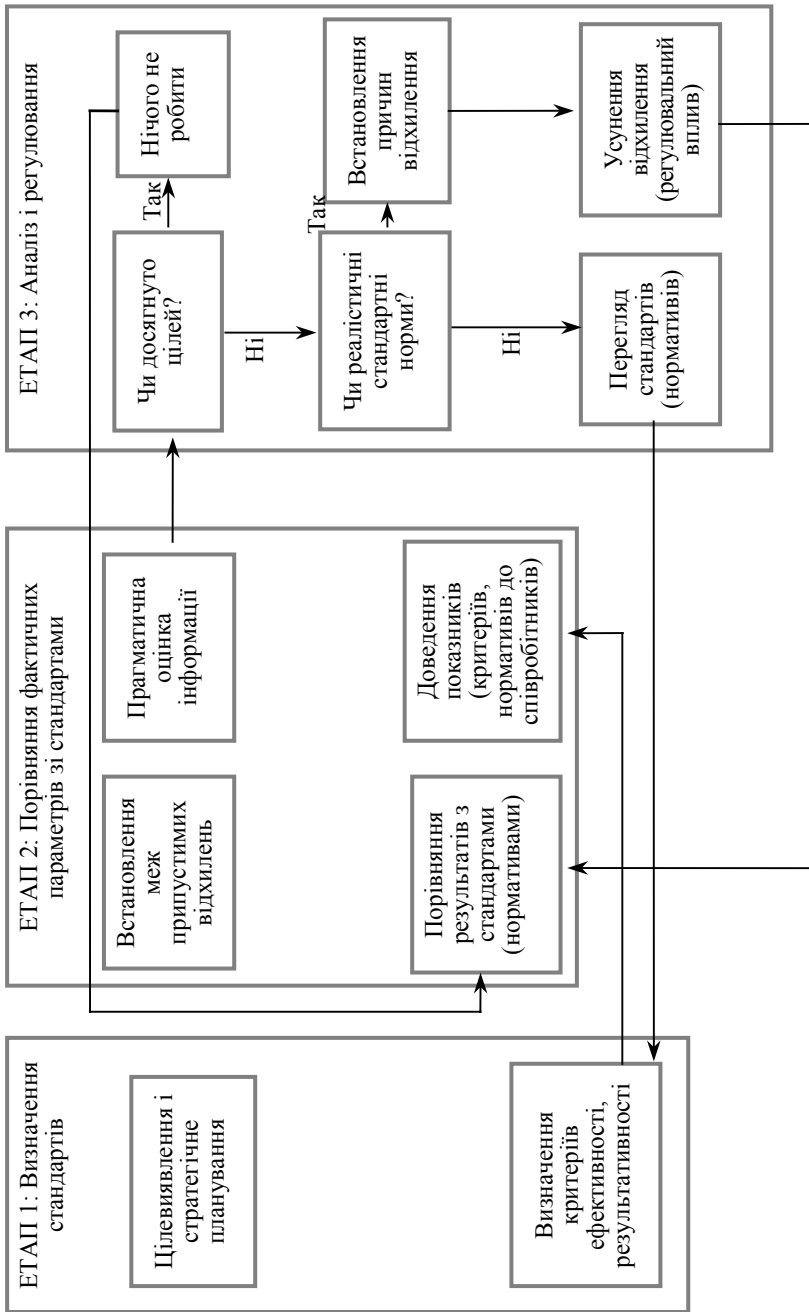 ЕТАП 1: Визначення
стандартів
Цілевиявлення і
стратегічне
планування
Визначення
критеріїв
ефективності,
результативності
ЕТАП 2: Порівняння фактичних
параметрів зі стандартами
Встановлення
меж
припустимих
відхилень
Прагматична
оцінка
інформації
Порівняння
результатів з
стандартами
(нормативами)
Доведення
показників
(критеріїв,
нормативів до
співробітників)
ЕТАП 3: Аналіз і регулювання
Чи досягнуто
цілей?
Так
Нічого не
робити
Ні
Чи реалістичні
стандартні
норми?
Так
Встановлення
причин
відхилення
Ні
Перегляд
стандартів
(нормативів)
Усунення
відхилення
(регулювальний
вплив)